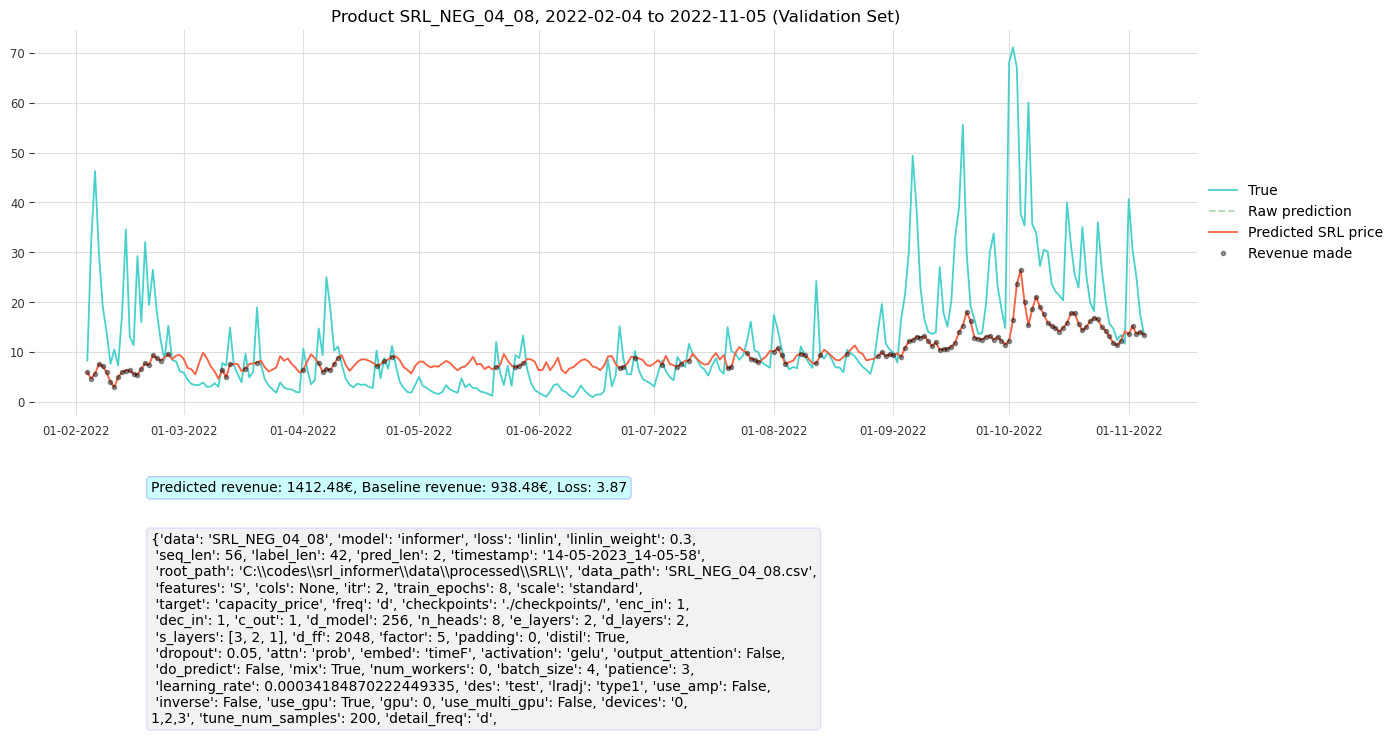 Product SRL_NEG_04_08, 2022-02-04 to 2022-11-05 (Validation Set)
70
60
50
40
30
20
10
0
01-02-2022 01-03-2022 01-04-2022 01-05-2022 01-06-2022 01-07-2022 01-08-2022 01-09-2022 01-10-2022 01-11-2022
True
Raw prediction
Predicted SRL price
Revenue made
Predicted revenue: 1412.48€, Baseline revenue: 938.48€, Loss: 3.87
{'data': 'SRL_NEG_04_08', 'model': 'informer', 'loss': 'linlin', 'linlin_weight': 0.3,
'seq_len': 56, 'label_len': 42, 'pred_len': 2, 'timestamp': '14-05-2023_14-05-58',
'root_path': 'C:\\codes\\srl_informer\\data\\processed\\SRL\\', 'data_path': 'SRL_NEG_04_08.csv',
'features': 'S', 'cols': None, 'itr': 2, 'train_epochs': 8, 'scale': 'standard',
'target': 'capacity_price', 'freq': 'd', 'checkpoints': './checkpoints/', 'enc_in': 1,
'dec_in': 1, 'c_out': 1, 'd_model': 256, 'n_heads': 8, 'e_layers': 2, 'd_layers': 2,
's_layers': [3, 2, 1], 'd_ff': 2048, 'factor': 5, 'padding': 0, 'distil': True,
'dropout': 0.05, 'attn': 'prob', 'embed': 'timeF', 'activation': 'gelu', 'output_attention': False,
'do_predict': False, 'mix': True, 'num_workers': 0, 'batch_size': 4, 'patience': 3,
'learning_rate': 0.00034184870222449335, 'des': 'test', 'lradj': 'type1', 'use_amp': False,
'inverse': False, 'use_gpu': True, 'gpu': 0, 'use_multi_gpu': False, 'devices': '0,
1,2,3', 'tune_num_samples': 200, 'detail_freq': 'd',